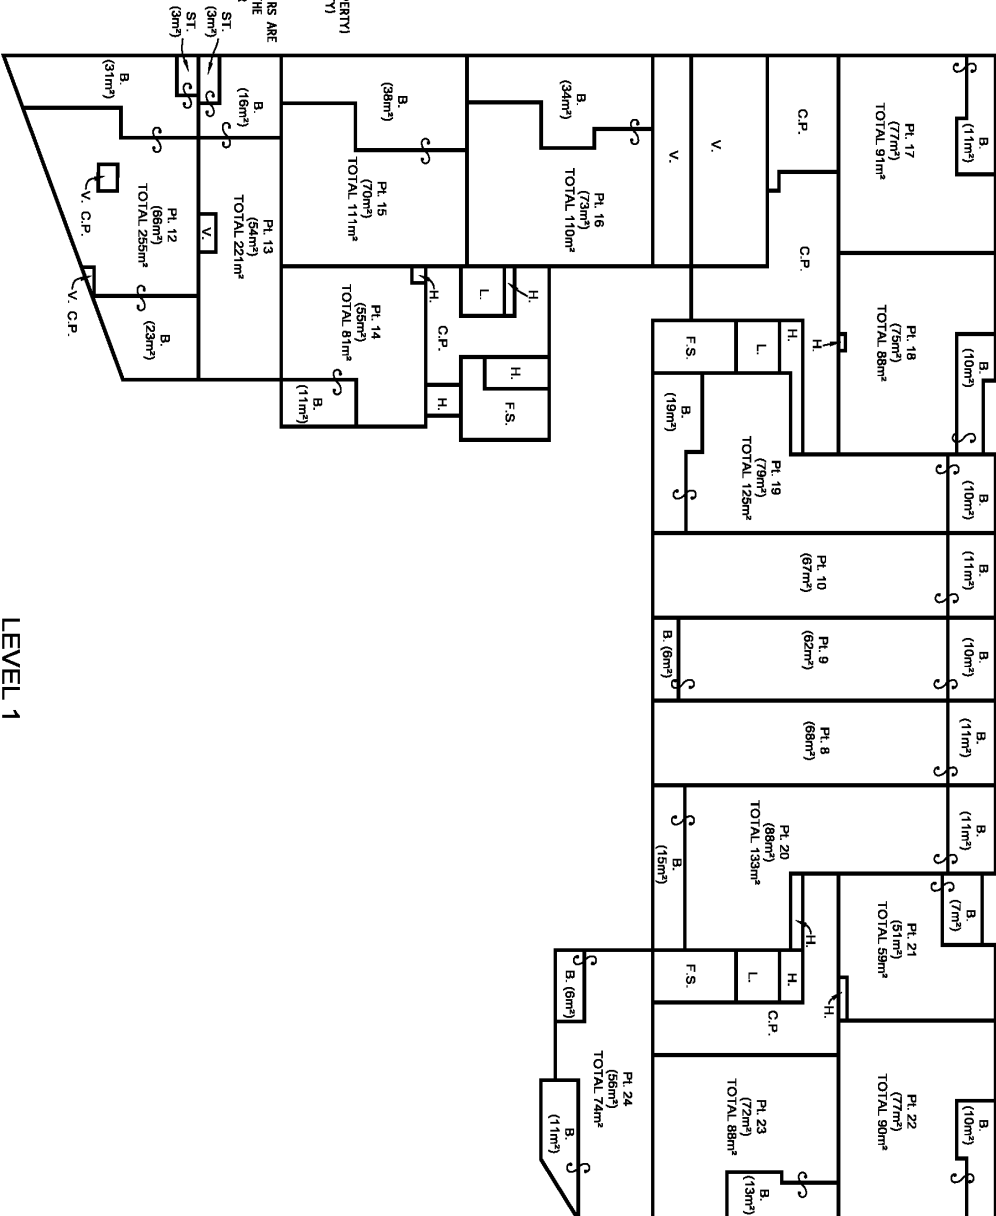 B.
(11m²)
B.
(10m²)
B.
(10m²)
B.
(11m²)
B.
(10m²)
B.
(11m²)
B.
(11m²)
B.
(7m²)
B.
(10m²)
Pt. 17
(77m²)
TOTAL 91m²
Pt. 18
(75m²)
TOTAL 88m²
Pt. 21
(51m²)
TOTAL 59m²
Pt. 22
(77m²)
TOTAL 90m²
C.P.
C.P.
H.
H.
Pt. 10
(67m²)
Pt. 9
(62m²)
Pt. 8
(68m²)
H.
H.
H.
V.
V.
L.
F.S.
Pt. 19
(79m²)
TOTAL 125m²
B.
(19m²)
B. (6m²)
Pt. 20
(88m²)
TOTAL 133m²
B.
(15m²)
L.
F.S.
C.P.
Pt. 23
(72m²)
TOTAL 88m²
B.
(13m²)
B.
(34m²)
Pt. 16
(73m²)
TOTAL 110m²
H.
L.
H.
F.S.
Pt. 24
(56m²)
TOTAL 74m²
B. (6m²)
B.
(11m²)
B.
(38m²)
Pt. 15
(70m²)
TOTAL 111m²
H.
C.P.
H.
Pt. 14
(55m²)
TOTAL 81m²
B.
(11m²)
PERTY)
TY)
RS ARE
THE
B.
(16m²)
Pt. 13
(54m²)
TOTAL 221m²
V.
ST.
(3m²)
ST.
(3m²)
B.
(31m²)
Pt. 12
(66m²)
TOTAL 255m²
B.
(23m²)
V. C.P.
V. C.P.
LEVEL 1